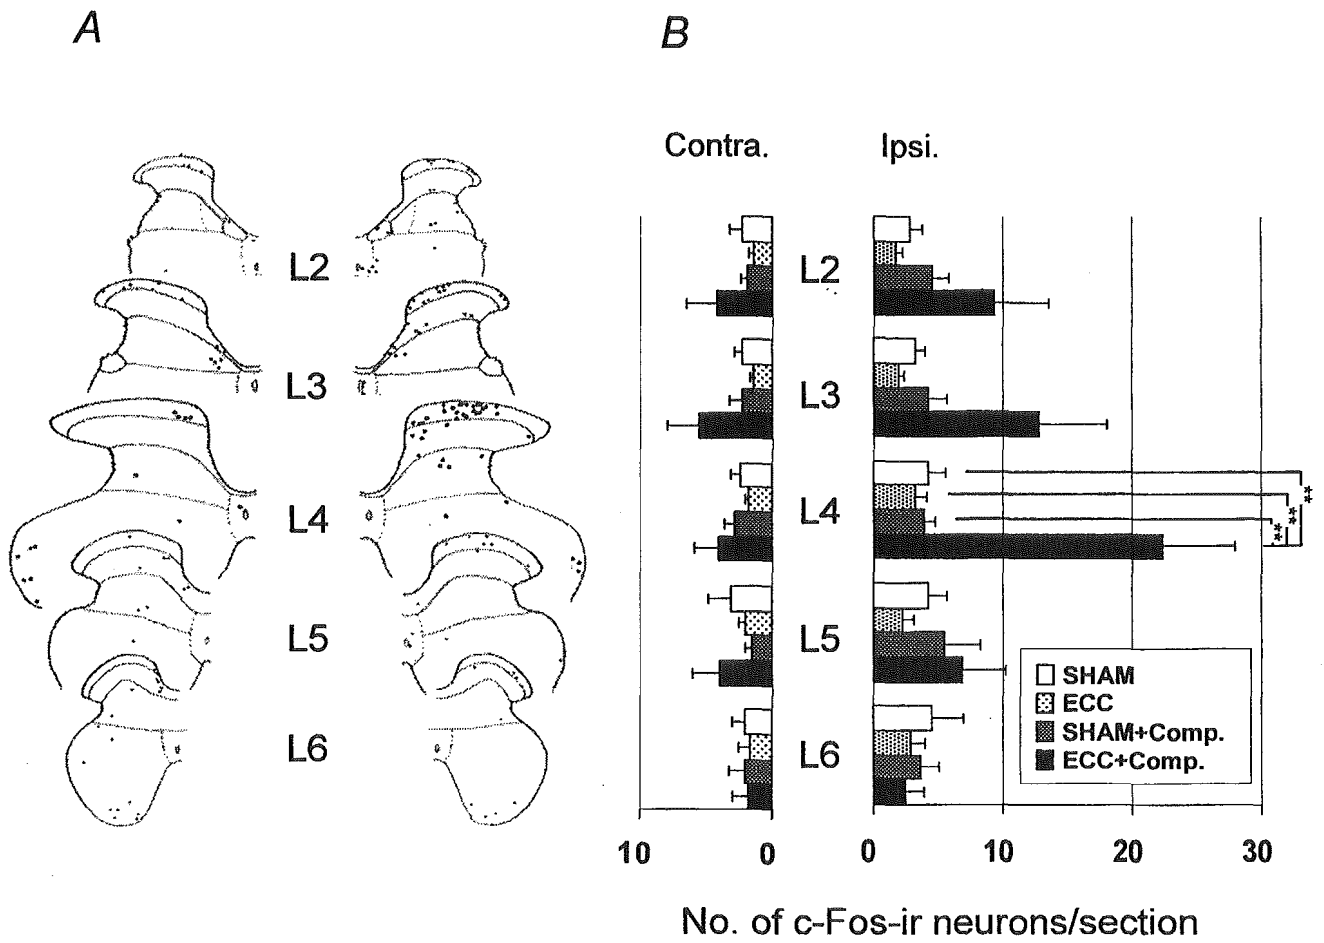 A
B
Contra.
Ipsi.
L2
L3
L4
L5
L6
L2
L3
L4
L5
L6
**
**
**
SHAM
ECC
SHAM+Comp.
ECC+Comp.
10
0
0
10
20
30
No. of c-Fos-ir neurons/section